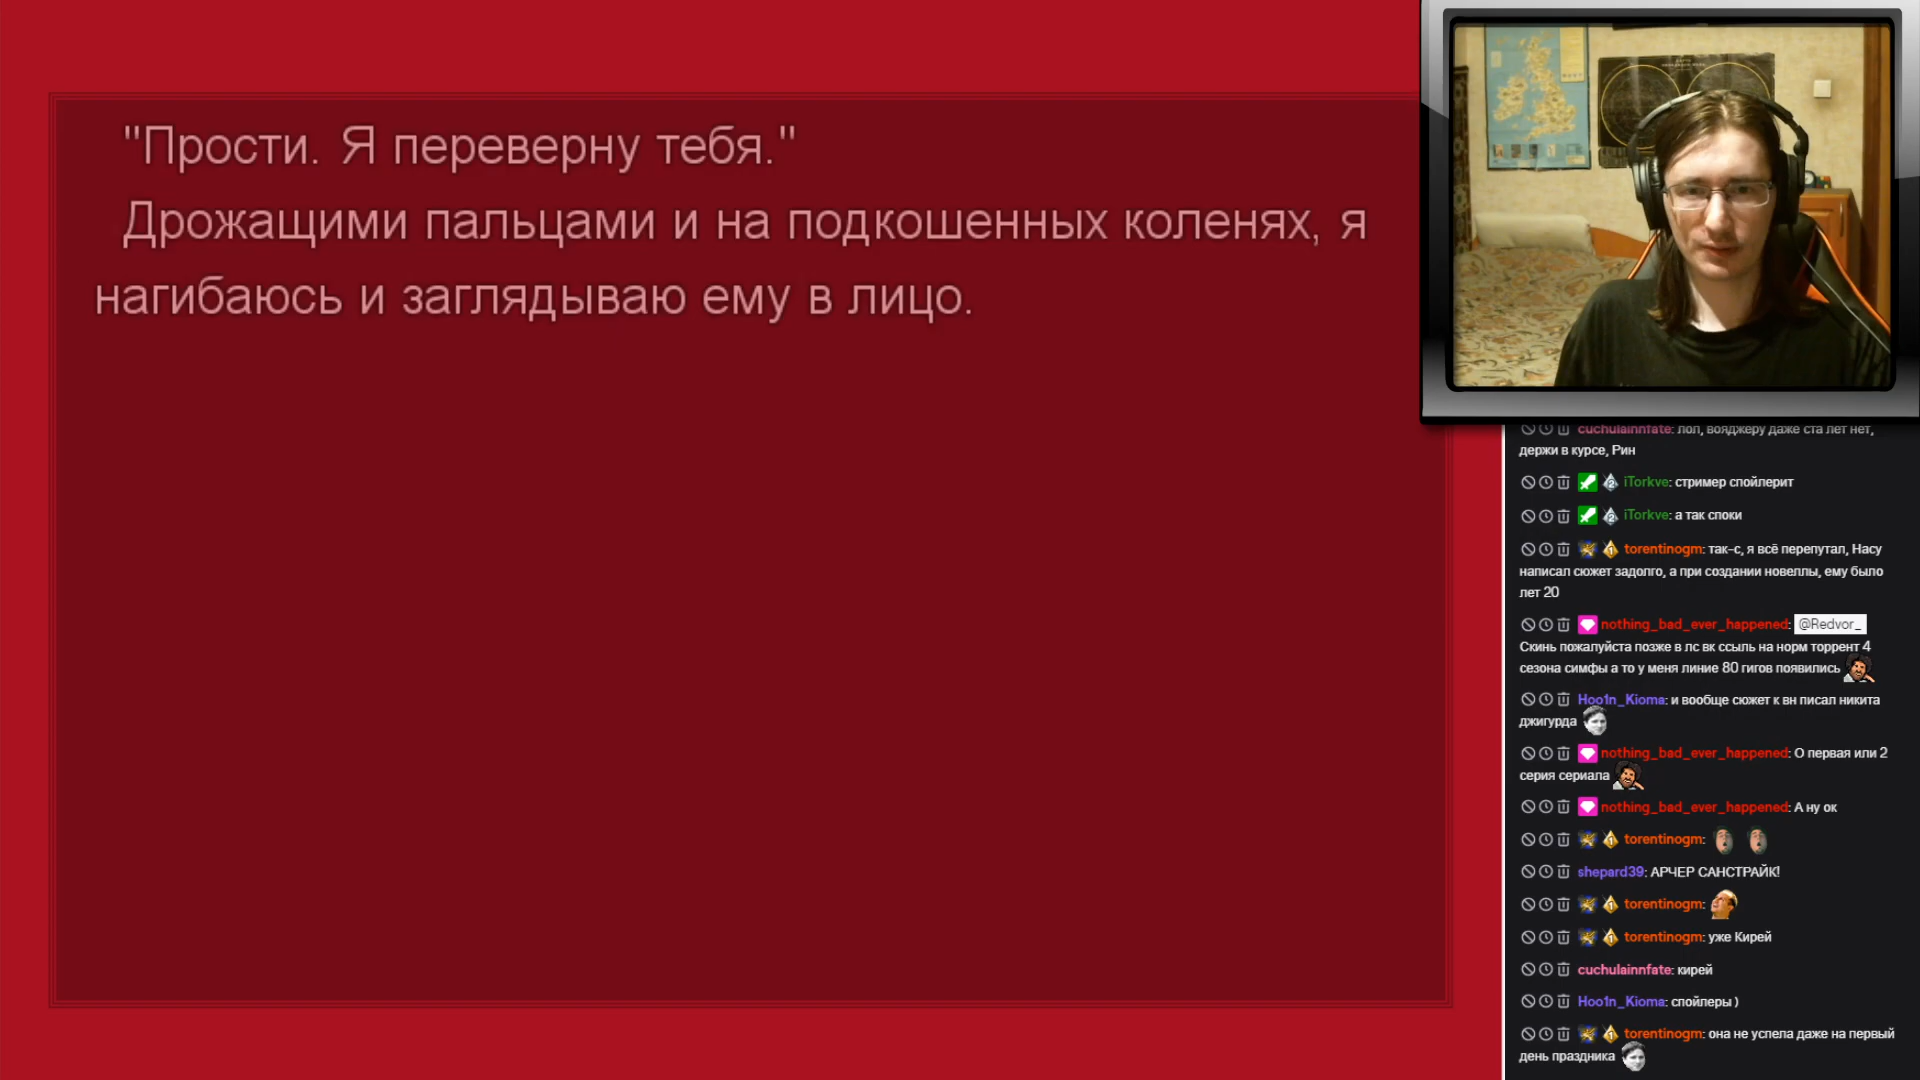 "Прости. Я переверну тебя."
Дрожащими пальцами и на подкошенных коленях, я
нагибаюсь и заглядываю ему в лицо.
cuchulainnfate: лол, вояджеру даже ста лет нет,
держи в курсе, Рин
iTorkve: стример спойлерит
iTorkve: а так споки
torentinogm: так-с, я всё перепутал, Насу
написал сюжет задолго, а при создании новеллы, ему было
лет 20
nothing_bad_ever_happened: @Redvor_
Скинь пожалуйста позже в лс вк ссыль на норм торрент 4
сезона симфы а то у меня линие 80 гигов появились
Hoo1n_Kioma: и вообще сюжет к вн писал никита
джигурда
nothing_bad_ever_happened: О первая или 2
серия сериала
nothing_bad_ever_happened: А ну ок
torentinogm:
shepard39: АРЧЕР САНСТРАЙК!
torentinogm:
torentinogm: уже Кирей
cuchulainnfate: кирей
Hoo1n_Kioma: спойлеры )
torentinogm: она не успела даже на первый
день праздника